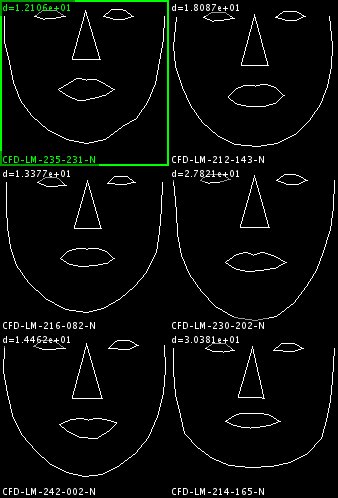 d=1.2106e+01
d=1.8087e+01
CFD-LM-235-231-N
CFD-LM-212-143-N
d=1.3377e+01
d=2.7821e+01
CFD-LM-216-082-N
CFD-LM-230-202-N
d=1.4462e+01
d=3.0381e+01
CFD-LM-242-002-N
CFD-LM-214-165-N